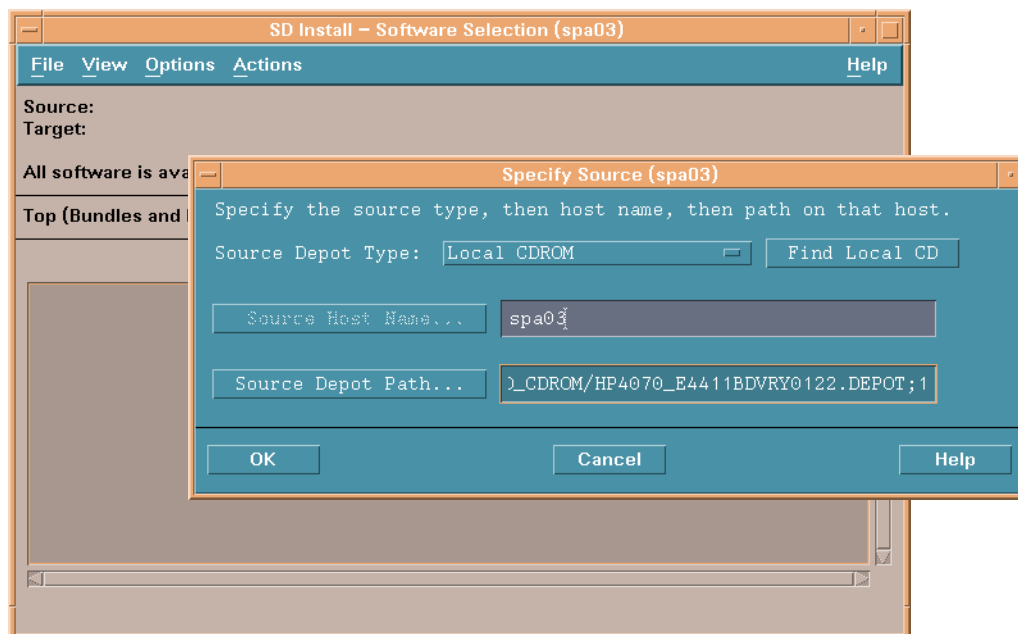 SD Install – Software Selection (spa03)
File View Options Actions Help
Source:
Target:
All software is ava
Top (Bundles and
Specify Source (spa03)
Specify the source type, then host name, then path on that host.
Source Depot Type: Local CDROM Find Local CD
Source Host Name... spa03
Source Depot Path... D_CDROM/HP4070_E4411BDVRY0122.DEPOT;1
OK Cancel Help